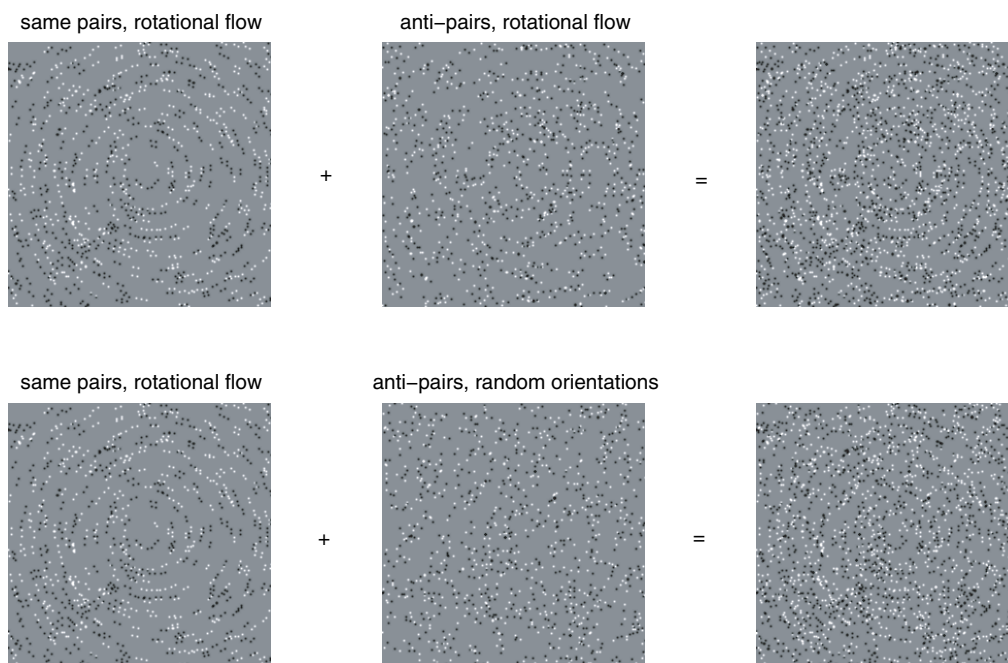 same pairs, rotational flow
anti−pairs, rotational flow
+
=
same pairs, rotational flow
anti−pairs, random orientations
+
=